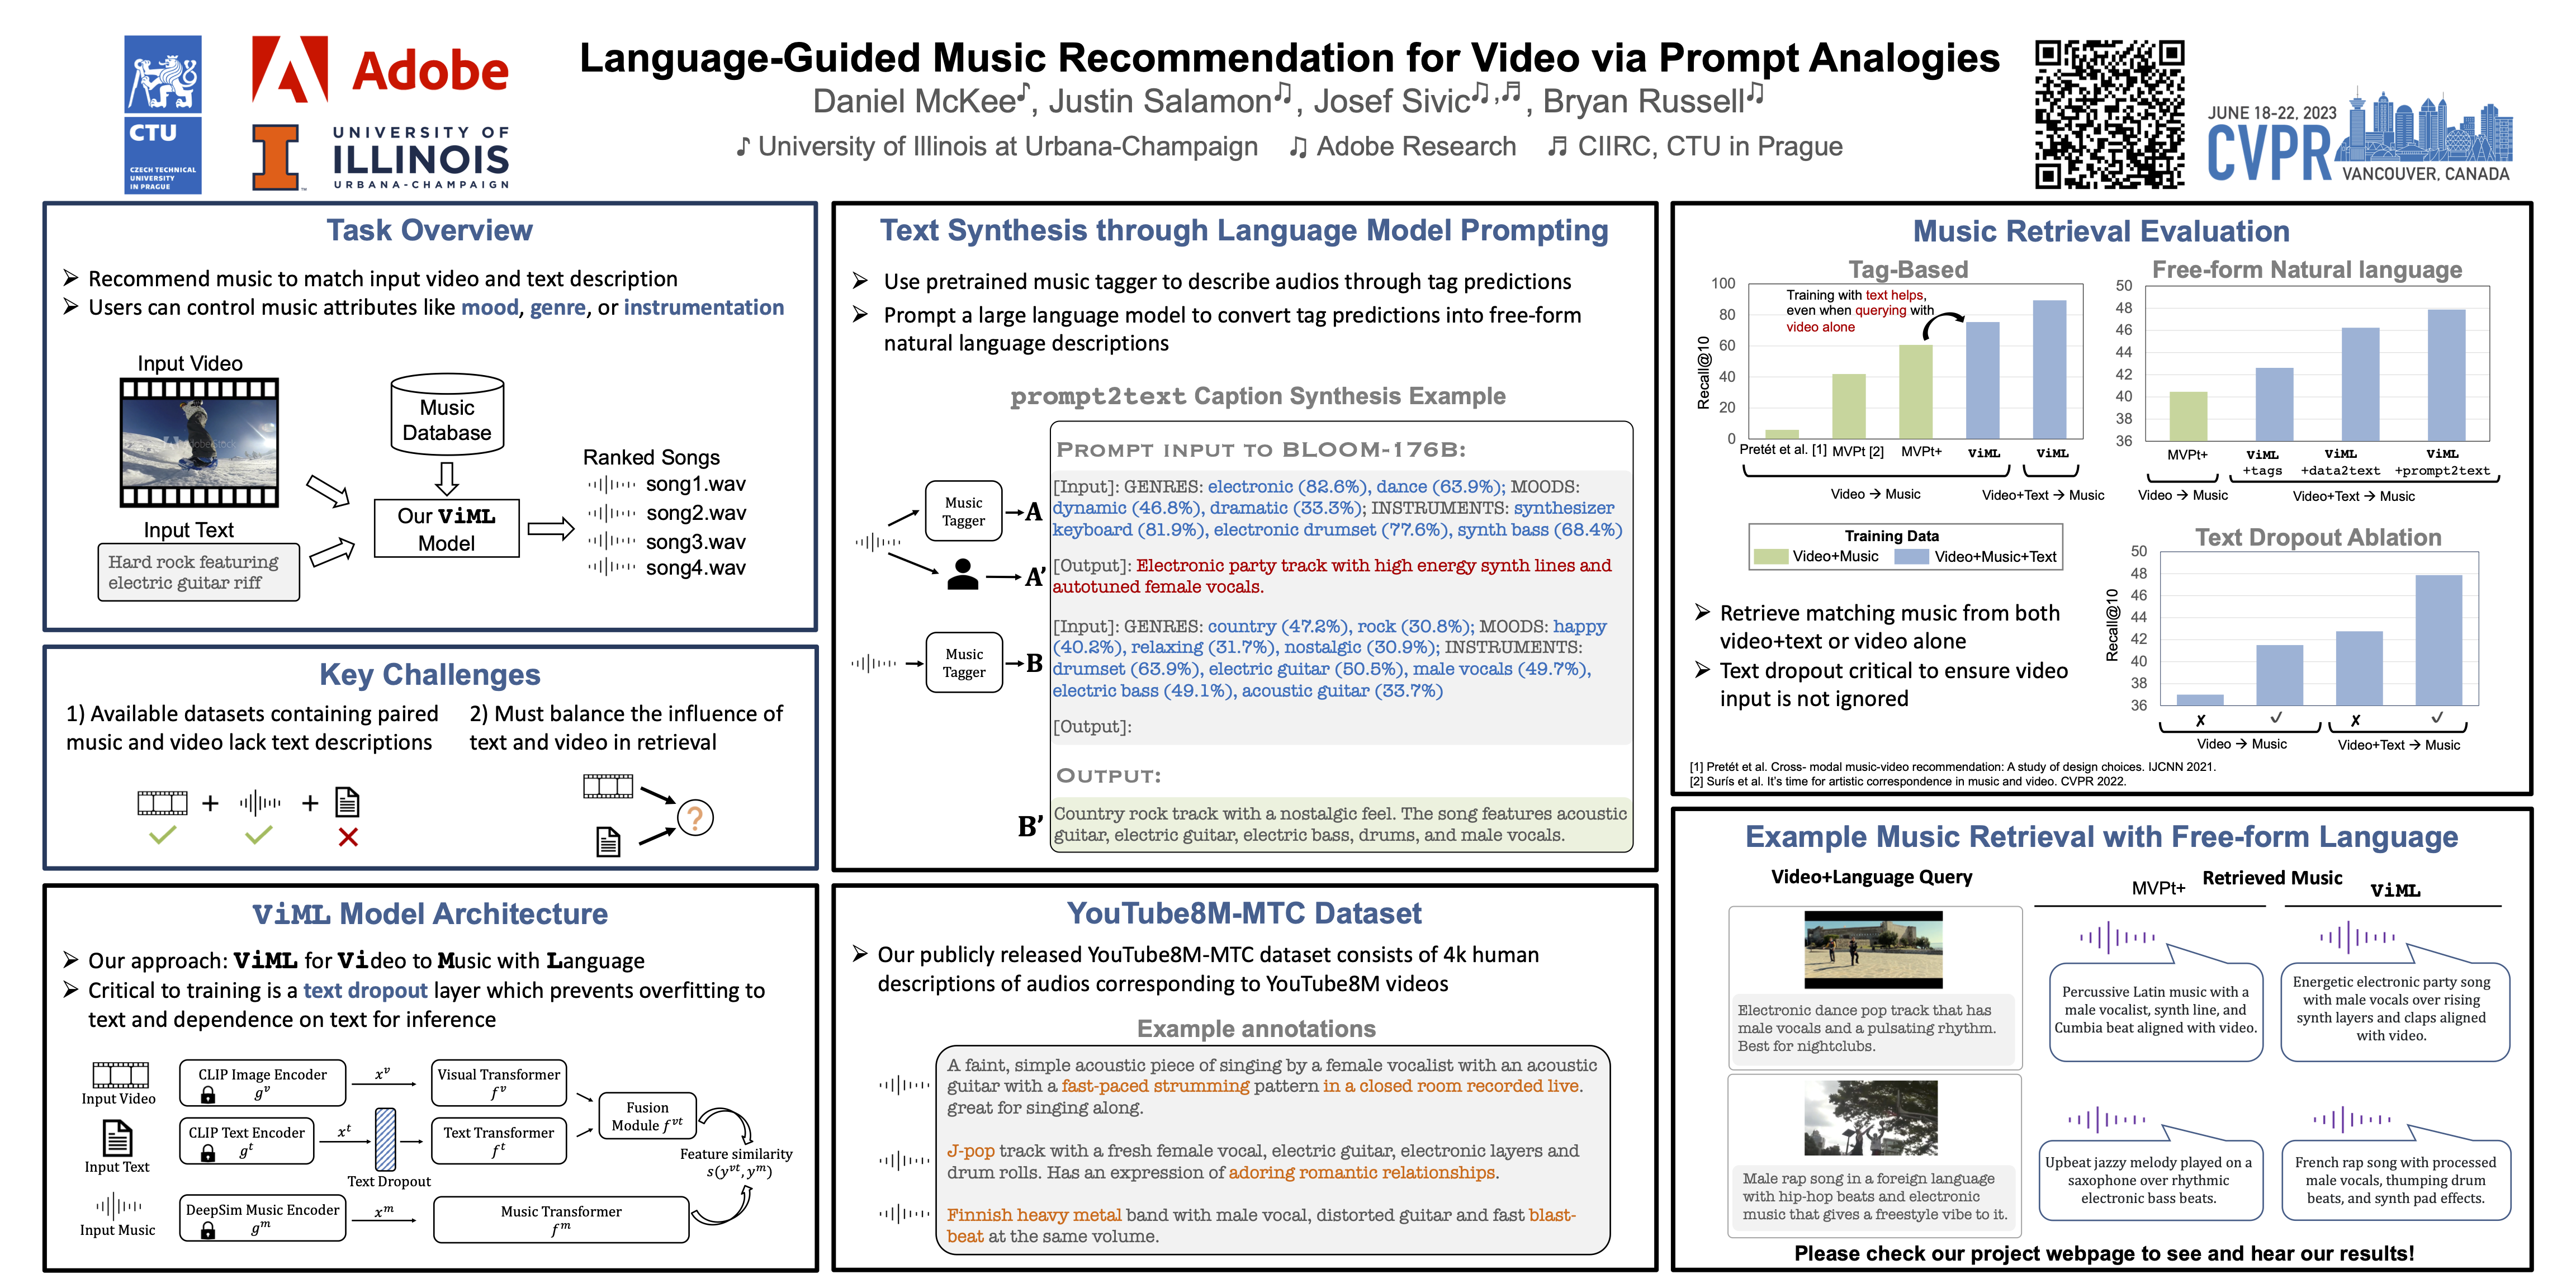 CTU
CZECH TECHNICAL
UNIVERSITY
IN PRAGUE
Adobe
UNIVERSITY OF
ILLINOIS
URBANA-CHAMPAIGN
Language-Guided Music Recommendation for Video via Prompt Analogies
Daniel McKee♪, Justin Salamon♫, Josef Sivic♫,♬, Bryan Russell♫
♪ University of Illinois at Urbana-Champaign ♫ Adobe Research ♬ CIIRC, CTU in Prague
JUNE 18-22, 2023
CVPR
VANCOUVER, CANADA
Task Overview
➢ Recommend music to match input video and text description
➢ Users can control music attributes like mood, genre, or instrumentation
Input Video
Input Text
Hard rock featuring
electric guitar riff
Music
Database
Our ViML
Model
Ranked Songs
song1.wav
song2.wav
song3.wav
song4.wav
Key Challenges
1) Available datasets containing paired
music and video lack text descriptions
+ +
2) Must balance the influence of
text and video in retrieval
?
ViML Model Architecture
➢ Our approach: ViML for Video to Music with Language
➢ Critical to training is a text dropout layer which prevents overfitting to
text and dependence on text for inference
Input Video
CLIP Image Encoder
gᵛ
xᵛ
Visual Transformer
fᵛ
Input Text
CLIP Text Encoder
gᵗ
xᵗ
Text Dropout
Text Transformer
fᵗ
Fusion
Module fᵛᵗ
Feature similarity
s(yᵛᵗ, yᵐ)
Input Music
DeepSim Music Encoder
gᵐ
xᵐ
Music Transformer
fᵐ
Text Synthesis through Language Model Prompting
➢ Use pretrained music tagger to describe audios through tag predictions
➢ Prompt a large language model to convert tag predictions into free-form
natural language descriptions
prompt2text Caption Synthesis Example
PROMPT INPUT TO BLOOM-176B:
Music
Tagger
A
[Input]: GENRES: electronic (82.6%), dance (63.9%); MOODS:
dynamic (46.8%), dramatic (33.3%); INSTRUMENTS: synthesizer
keyboard (81.9%), electronic drumset (77.6%), synth bass (68.4%)
A’
[Output]: Electronic party track with high energy synth lines and
autotuned female vocals.
Music
Tagger
B
[Input]: GENRES: country (47.2%), rock (30.8%); MOODS: happy
(40.2%), relaxing (31.7%), nostalgic (30.9%); INSTRUMENTS:
drumset (63.9%), electric guitar (50.5%), male vocals (49.7%),
electric bass (49.1%), acoustic guitar (33.7%)
[Output]:
OUTPUT:
B’
Country rock track with a nostalgic feel. The song features acoustic
guitar, electric guitar, electric bass, drums, and male vocals.
YouTube8M-MTC Dataset
➢ Our publicly released YouTube8M-MTC dataset consists of 4k human
descriptions of audios corresponding to YouTube8M videos
Example annotations
A faint, simple acoustic piece of singing by a female vocalist with an acoustic
guitar with a fast-paced strumming pattern in a closed room recorded live.
great for singing along.
J-pop track with a fresh female vocal, electric guitar, electronic layers and
drum rolls. Has an expression of adoring romantic relationships.
Finnish heavy metal band with male vocal, distorted guitar and fast blast-
beat at the same volume.
Music Retrieval Evaluation
Tag-Based
Recall@10
100
80
60
40
20
0
Training with text helps,
even when querying with
video alone
Pretét et al. [1] MVPt [2] MVPt+ ViML ViML
Video → Music Video+Text → Music
Training Data
Video+Music Video+Music+Text
Free-form Natural language
50
48
46
44
42
40
38
36
MVPt+ ViML ViML ViML
+tags +data2text +prompt2text
Video → Music Video+Text → Music
➢ Retrieve matching music from both
video+text or video alone
➢ Text dropout critical to ensure video
input is not ignored
Text Dropout Ablation
Recall@10
50
48
46
44
42
40
38
36
✗ ✓ ✗ ✓
Video → Music Video+Text → Music
[1] Pretét et al. Cross- modal music-video recommendation: A study of design choices. IJCNN 2021.
[2] Surís et al. It’s time for artistic correspondence in music and video. CVPR 2022.
Example Music Retrieval with Free-form Language
Video+Language Query
Retrieved Music
MVPt+ ViML
Electronic dance pop track that has
male vocals and a pulsating rhythm.
Best for nightclubs.
Percussive Latin music with a
male vocalist, synth line, and
Cumbia beat aligned with video.
Energetic electronic party song
with male vocals over rising
synth layers and claps aligned
with video.
Male rap song in a foreign language
with hip-hop beats and electronic
music that gives a freestyle vibe to it.
Upbeat jazzy melody played on a
saxophone over rhythmic
electronic bass beats.
French rap song with processed
male vocals, thumping drum
beats, and synth pad effects.
Please check our project webpage to see and hear our results!